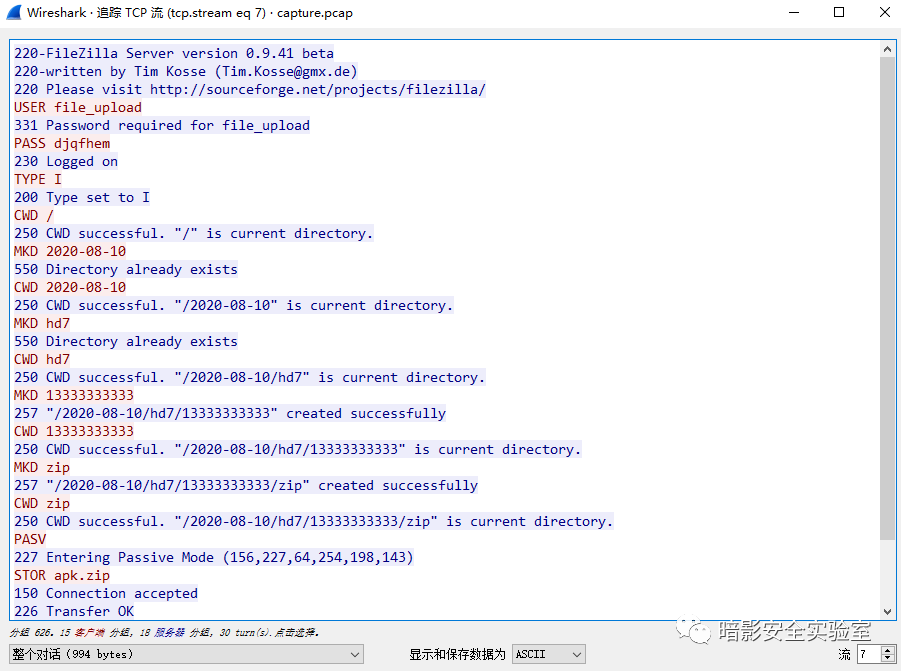 Wireshark · 追踪 TCP 流 (tcp.stream eq 7) · capture.pcap
220-FileZilla Server version 0.9.41 beta
220-written by Tim Kosse (Tim.Kosse@gmx.de)
220 Please visit http://sourceforge.net/projects/filezilla/
USER file_upload
331 Password required for file_upload
PASS djqfhem
230 Logged on
TYPE I
200 Type set to I
CWD /
250 CWD successful. "/" is current directory.
MKD 2020-08-10
550 Directory already exists
CWD 2020-08-10
250 CWD successful. "/2020-08-10" is current directory.
MKD hd7
550 Directory already exists
CWD hd7
250 CWD successful. "/2020-08-10/hd7" is current directory.
MKD 13333333333
257 "/2020-08-10/hd7/13333333333" created successfully
CWD 13333333333
250 CWD successful. "/2020-08-10/hd7/13333333333" is current directory.
MKD zip
257 "/2020-08-10/hd7/13333333333/zip" created successfully
CWD zip
250 CWD successful. "/2020-08-10/hd7/13333333333/zip" is current directory.
PASV
227 Entering Passive Mode (156,227,64,254,198,143)
STOR apk.zip
150 Connection accepted
226 Transfer OK
分组 626。15 客户端 分组，18 服务器 分组，30 turn(s).点击选择。
暗影安全实验室
整个对话 (994 bytes)
显示和保存数据为 ASCII
流 7